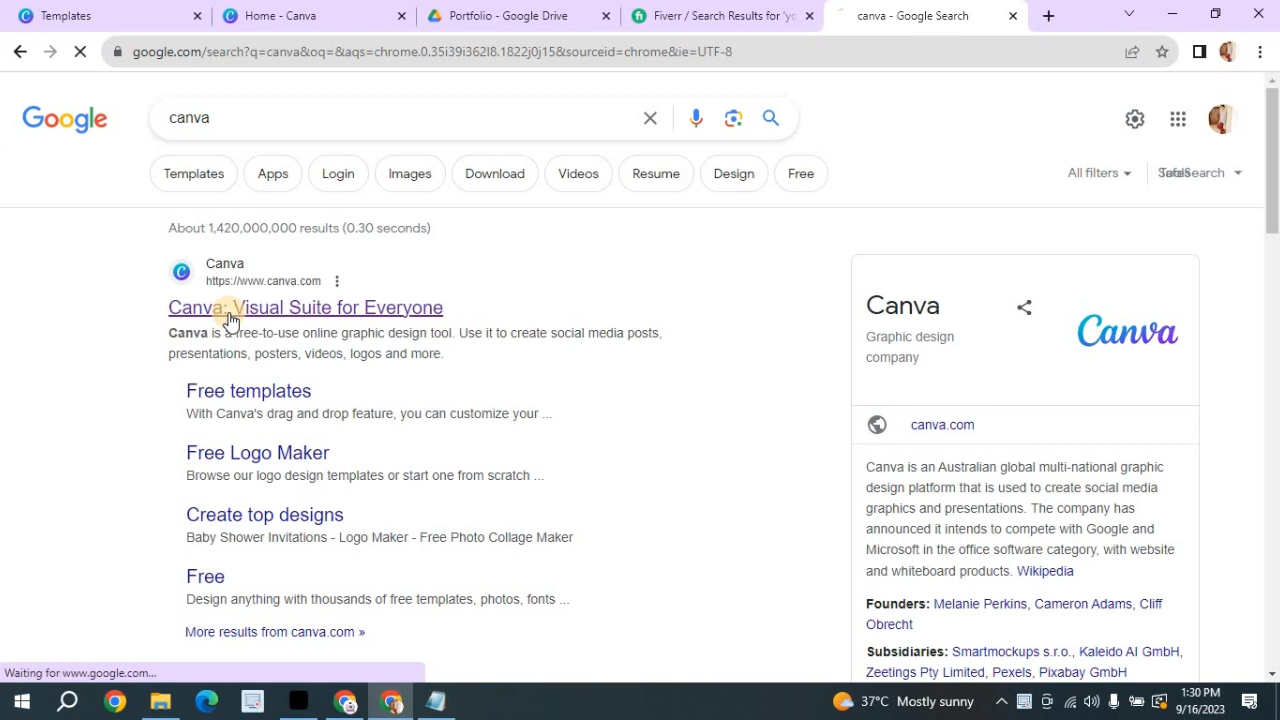 Templates
Home - Canva
Portfolio - Google Drive
Fiverr / Search Results for 'yo
canva - Google Search
google.com/search?q=canva&oq=&aqs=chrome.0.35i39i362l8.1822j0j15&sourceid=chrome&ie=UTF-8
Google
canva
Templates
Apps
Login
Images
Download
Videos
Resume
Design
Free
All filters
SafeSearch
About 1,420,000,000 results (0.30 seconds)
Canva
https://www.canva.com
Canva: Visual Suite for Everyone
Canva is a free-to-use online graphic design tool. Use it to create social media posts,
presentations, posters, videos, logos and more.
Free templates
With Canva's drag and drop feature, you can customize your ...
Free Logo Maker
Browse our logo design templates or start one from scratch ...
Create top designs
Baby Shower Invitations - Logo Maker - Free Photo Collage Maker
Free
Design anything with thousands of free templates, photos, fonts ...
More results from canva.com »
Canva
Graphic design
company
Canva
canva.com
Canva is an Australian global multi-national graphic
design platform that is used to create social media
graphics and presentations. The company has
announced it intends to compete with Google and
Microsoft in the office software category, with website
and whiteboard products. Wikipedia
Founders: Melanie Perkins, Cameron Adams, Cliff
Obrecht
Subsidiaries: Smartmockups s.r.o., Kaleido AI GmbH,
Zeetings Pty Limited, Pexels, Pixabay GmbH
Waiting for www.google.com...
37°C Mostly sunny
1:30 PM
9/16/2023